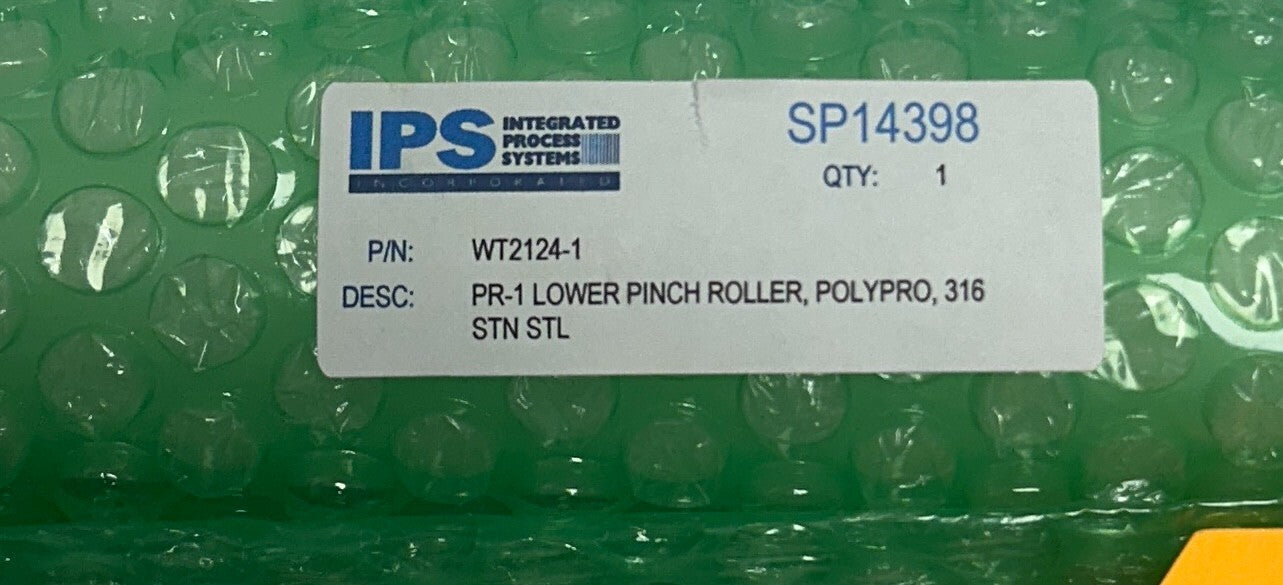 IPS INTEGRATED
PROCESS
SYSTEMS
INCORPORATED
SP14398
QTY: 1
P/N: WT2124-1
DESC: PR-1 LOWER PINCH ROLLER, POLYPRO, 316
STN STL